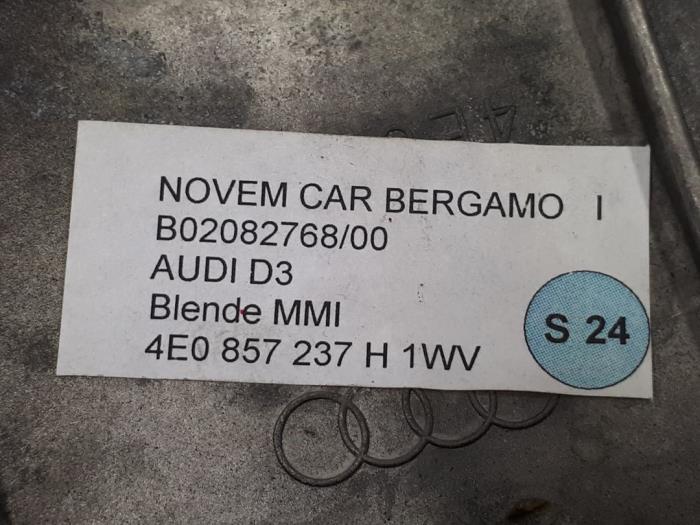 NOVEM CAR BERGAMO I
B02082768/00
AUDI D3
Blende MMI
4E0 857 237 H 1WV
S 24